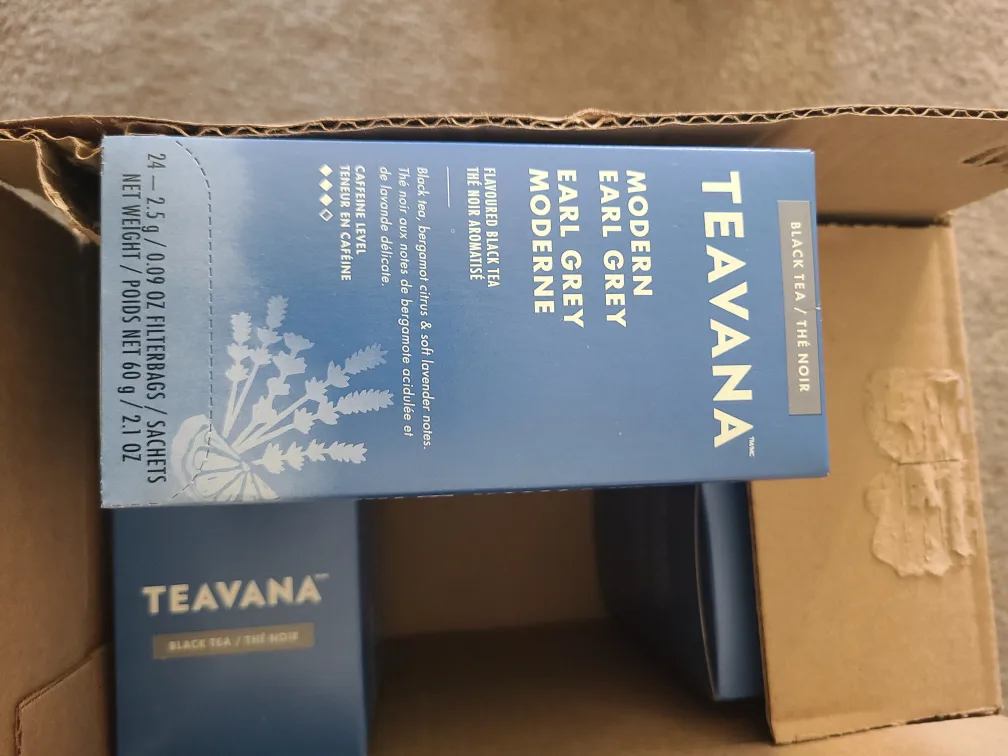 BLACK TEA / THÉ NOIR
TEAVANA™/MC
MODERN
EARL GREY
EARL GREY
MODERNE
FLAVOURED BLACK TEA
THÉ NOIR AROMATISÉ
Black tea, bergamot citrus & soft lavender notes.
Thé noir aux notes de bergamote acidulée et
de lavande délicate.
CAFFEINE LEVEL
TENEUR EN CAFÉINE
24 — 2.5 g / 0.09 OZ FILTERBAGS / SACHETS
NET WEIGHT / POIDS NET 60 g / 2.1 OZ
TEAVANA™
BLACK TEA / THÉ NOIR